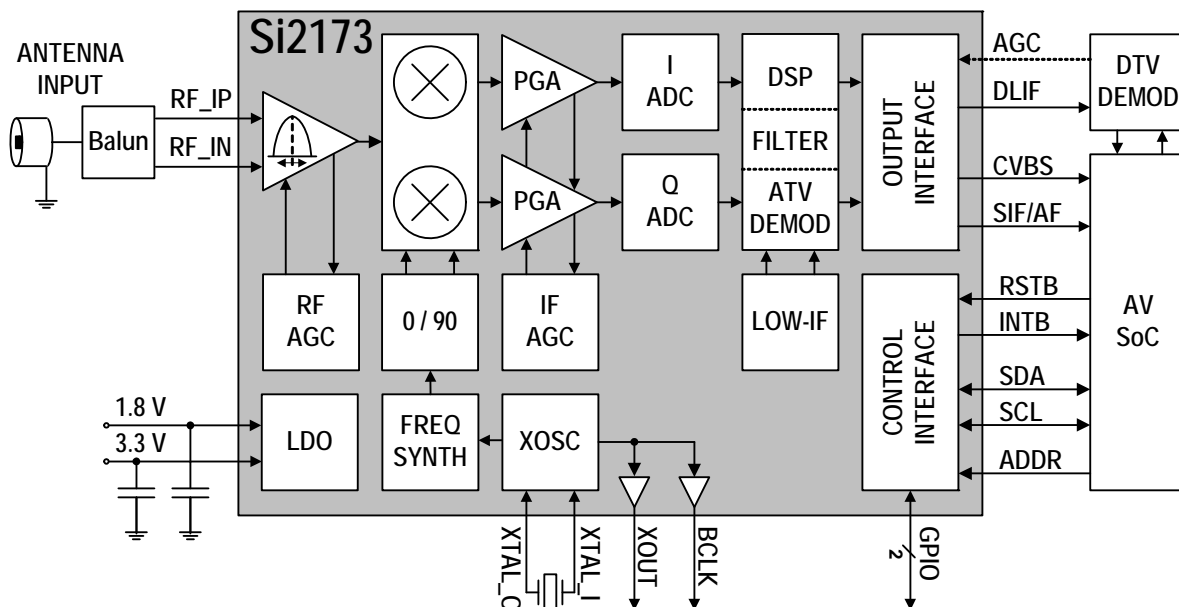 Si2173
ANTENNA
INPUT
RF_IP
RF_IN
Balun
PGA
PGA
I
ADC
Q
ADC
DSP
FILTER
ATV
DEMOD
OUTPUT
INTERFACE
AGC
DLIF
CVBS
SIF/AF
DTV
DEMOD
RF
AGC
0 / 90
IF
AGC
LOW-IF
CONTROL
INTERFACE
RSTB
INTB
SDA
SCL
ADDR
AV
SoC
1.8 V
3.3 V
LDO
FREQ
SYNTH
XOSC
XTAL_O
XTAL_I
XOUT
BCLK
GPIO
2